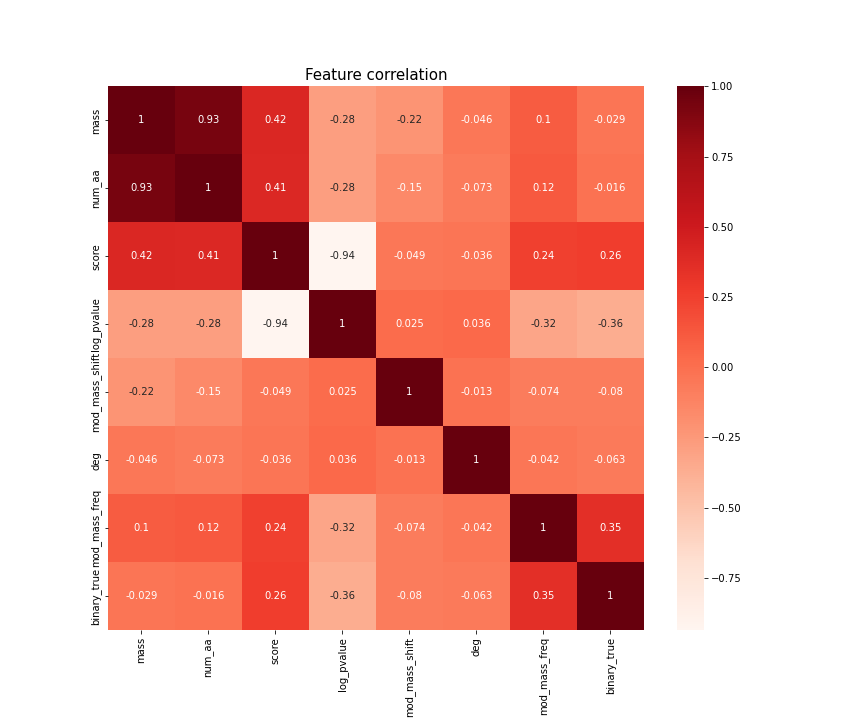 Feature correlation
mass 1 0.93 0.42 -0.28 -0.22 -0.046 0.1 -0.029
num_aa 0.93 1 0.41 -0.28 -0.15 -0.073 0.12 -0.016
score 0.42 0.41 1 -0.94 -0.049 -0.036 0.24 0.26
log_pvalue -0.28 -0.28 -0.94 1 0.025 0.036 -0.32 -0.36
mod_mass_shift -0.22 -0.15 -0.049 0.025 1 -0.013 -0.074 -0.08
deg -0.046 -0.073 -0.036 0.036 -0.013 1 -0.042 -0.063
mod_mass_freq 0.1 0.12 0.24 -0.32 -0.074 -0.042 1 0.35
binary_true -0.029 -0.016 0.26 -0.36 -0.08 -0.063 0.35 1
mass num_aa score log_pvalue mod_mass_shift deg mod_mass_freq binary_true
1.00
0.75
0.50
0.25
0.00
−0.25
−0.50
−0.75